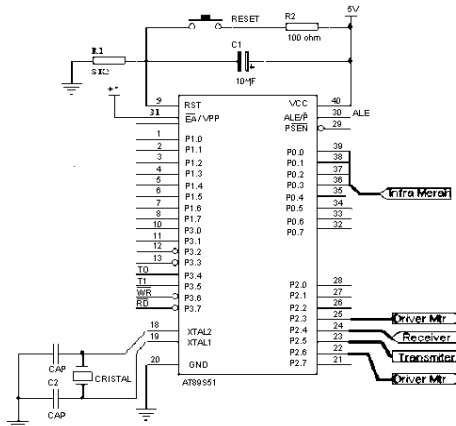 5V
RESET
R2
100 ohm
R1
C1
10MF
9 RST
31 EA/VPP
VCC 40
ALE/P 30 ALE
PSEN 29
1 P1.0
2 P1.1
3 P1.2
4 P1.3
5 P1.4
6 P1.5
7 P1.6
8 P1.7
10 P3.0
11 P3.1
12 P3.2
13 P3.3
T0 P3.4
T1 P3.5
WR P3.6
RD P3.7
P0.0 39
P0.1 38
P0.2 37
P0.3 36
P0.4 35
P0.5 34
P0.6 33
P0.7 32
Infra Merah
P2.0 28
P2.1 27
P2.2 26
P2.3 25 Driver Mtr
P2.4 24 Receiver
P2.5 23 Transmiter
P2.6 22 Driver Mtr
P2.7 21
18 XTAL2
19 XTAL1
20 GND
AT89S51
CAP
CRISTAL
C2
CAP